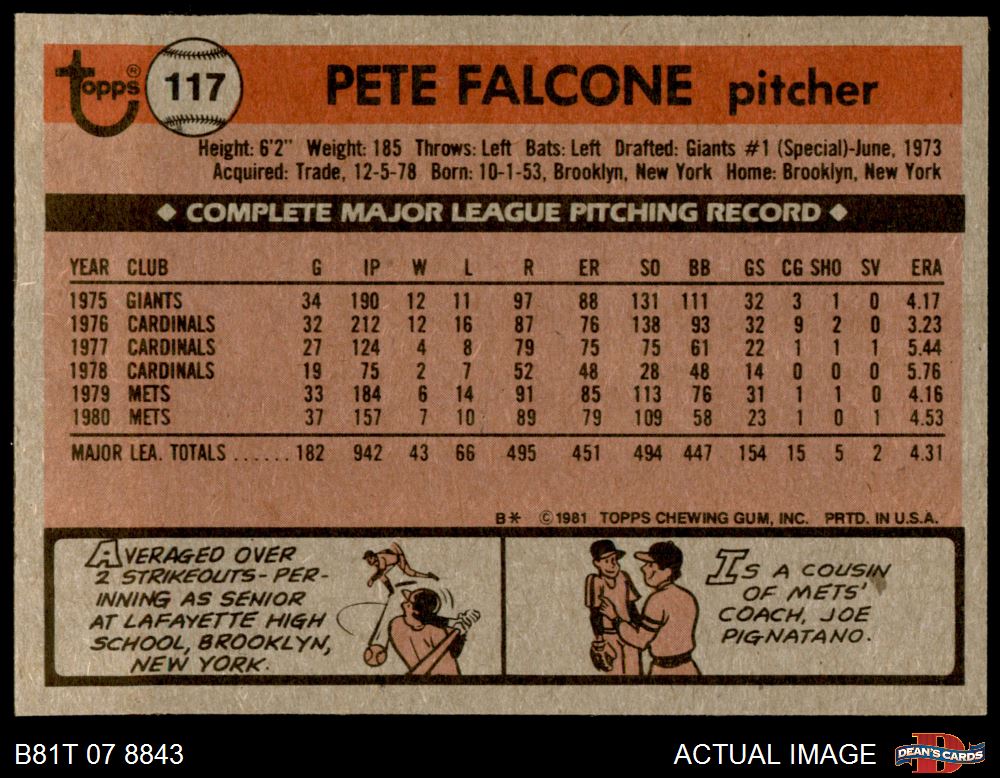 topps® 117 PETE FALCONE pitcher
Height: 6'2" Weight: 185 Throws: Left Bats: Left Drafted: Giants #1 (Special)-June, 1973
Acquired: Trade, 12-5-78 Born: 10-1-53, Brooklyn, New York Home: Brooklyn, New York
◆ COMPLETE MAJOR LEAGUE PITCHING RECORD ◆
YEAR CLUB G IP W L R ER SO BB GS CG SHO SV ERA
1975 GIANTS 34 190 12 11 97 88 131 111 32 3 1 0 4.17
1976 CARDINALS 32 212 12 16 87 76 138 93 32 9 2 0 3.23
1977 CARDINALS 27 124 4 8 79 75 75 61 22 1 1 1 5.44
1978 CARDINALS 19 75 2 7 52 48 28 48 14 0 0 0 5.76
1979 METS 33 184 6 14 91 85 113 76 31 1 1 0 4.16
1980 METS 37 157 7 10 89 79 109 58 23 1 0 1 4.53
MAJOR LEA. TOTALS ...... 182 942 43 66 495 451 494 447 154 15 5 2 4.31
B* ©1981 TOPPS CHEWING GUM, INC. PRTD. IN U.S.A.
AVERAGED OVER
2 STRIKEOUTS-PER-
INNING AS SENIOR
AT LAFAYETTE HIGH
SCHOOL, BROOKLYN,
NEW YORK.
IS A COUSIN
OF METS'
COACH, JOE
PIGNATANO.
B81T 07 8843
ACTUAL IMAGE
D
DEAN'S CARDS